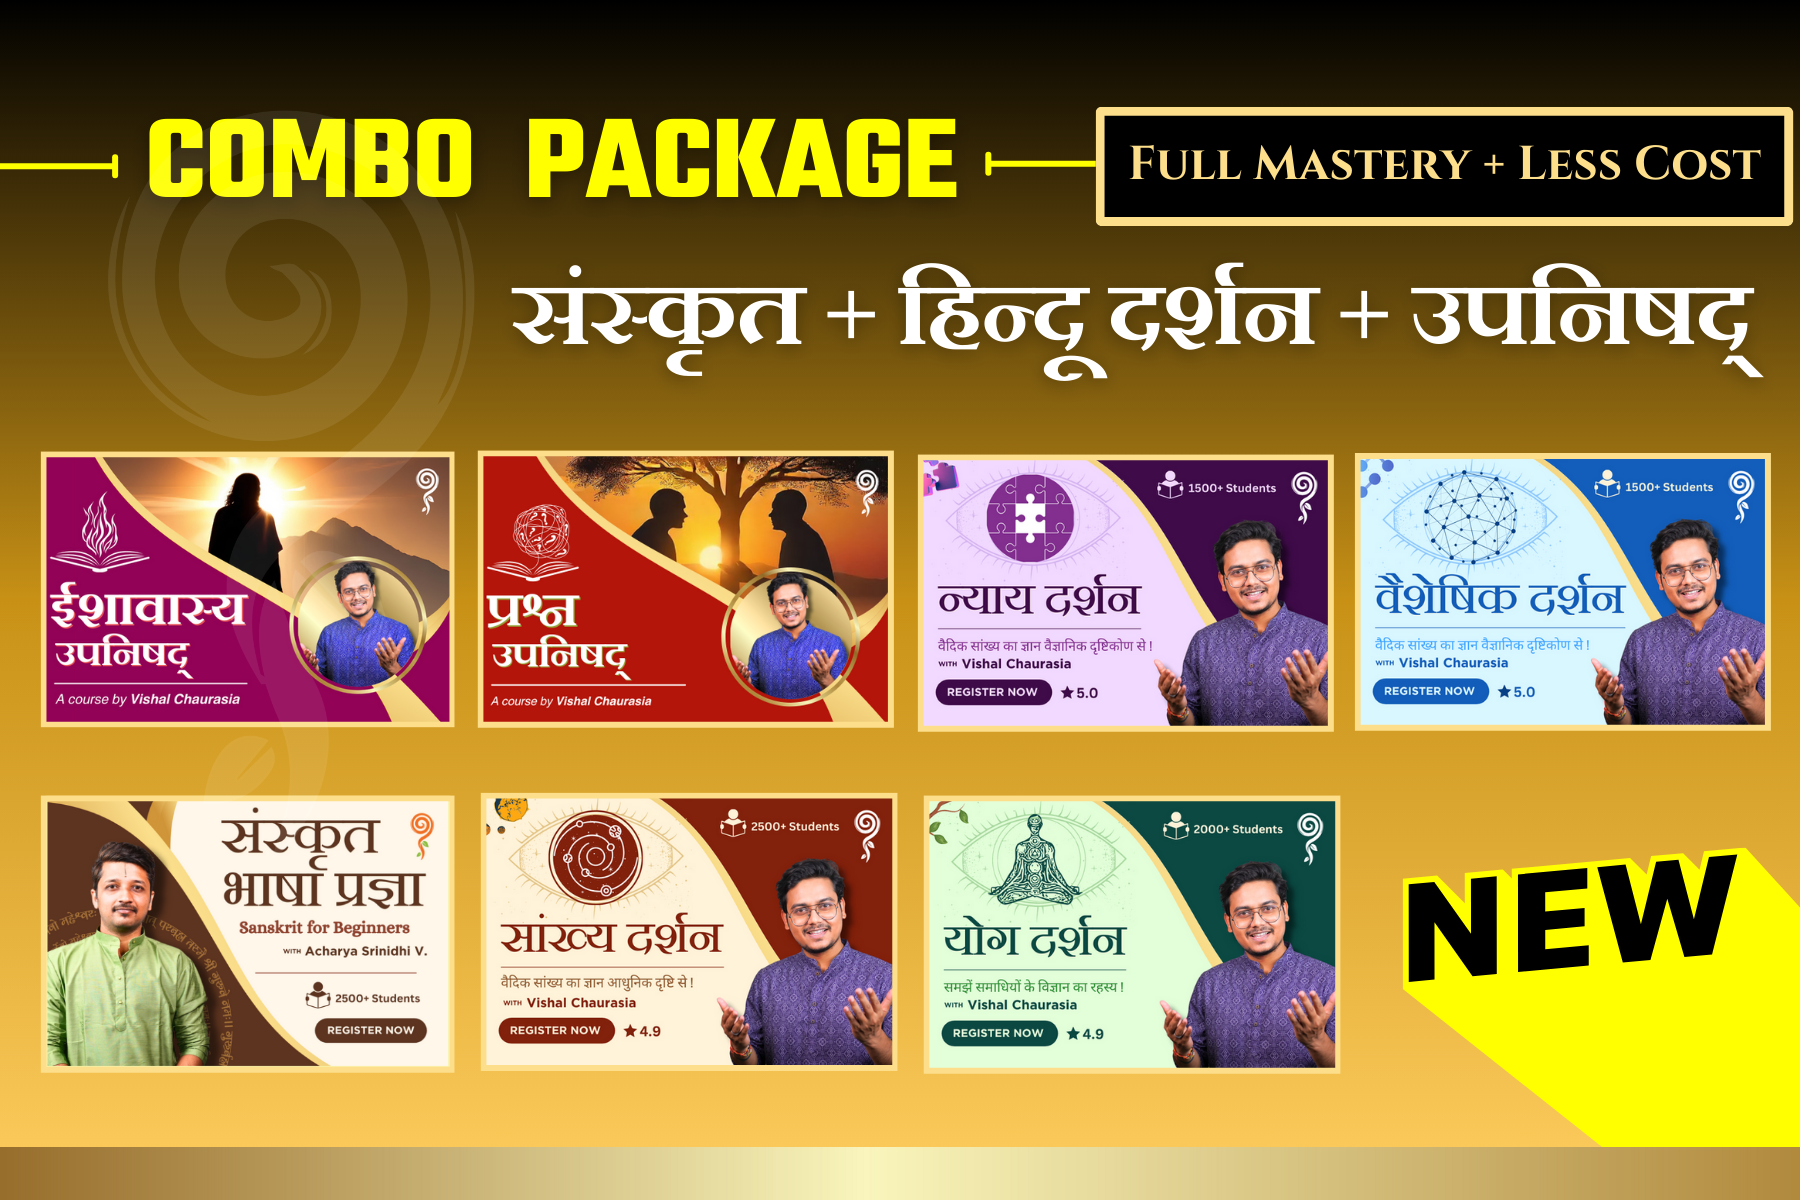 COMBO PACKAGE
FULL MASTERY + LESS COST
संस्कृत + हिन्दू दर्शन + उपनिषद्
ईशावास्य
उपनिषद्
A course by Vishal Chaurasia
प्रश्न
उपनिषद्
A course by Vishal Chaurasia
1500+ Students
न्याय दर्शन
वैदिक सांख्य का ज्ञान वैज्ञानिक दृष्टिकोण से !
WITH Vishal Chaurasia
REGISTER NOW ★5.0
1500+ Students
वैशेषिक दर्शन
वैदिक सांख्य का ज्ञान वैज्ञानिक दृष्टिकोण से !
WITH Vishal Chaurasia
REGISTER NOW ★5.0
संस्कृत
भाषा प्रज्ञा
Sanskrit for Beginners
WITH Acharya Srinidhi V.
2500+ Students
REGISTER NOW
2500+ Students
सांख्य दर्शन
वैदिक सांख्य का ज्ञान आधुनिक दृष्टि से !
WITH Vishal Chaurasia
REGISTER NOW ★4.9
2000+ Students
योग दर्शन
समझें समाधियों के विज्ञान का रहस्य !
WITH Vishal Chaurasia
REGISTER NOW ★4.9
NEW